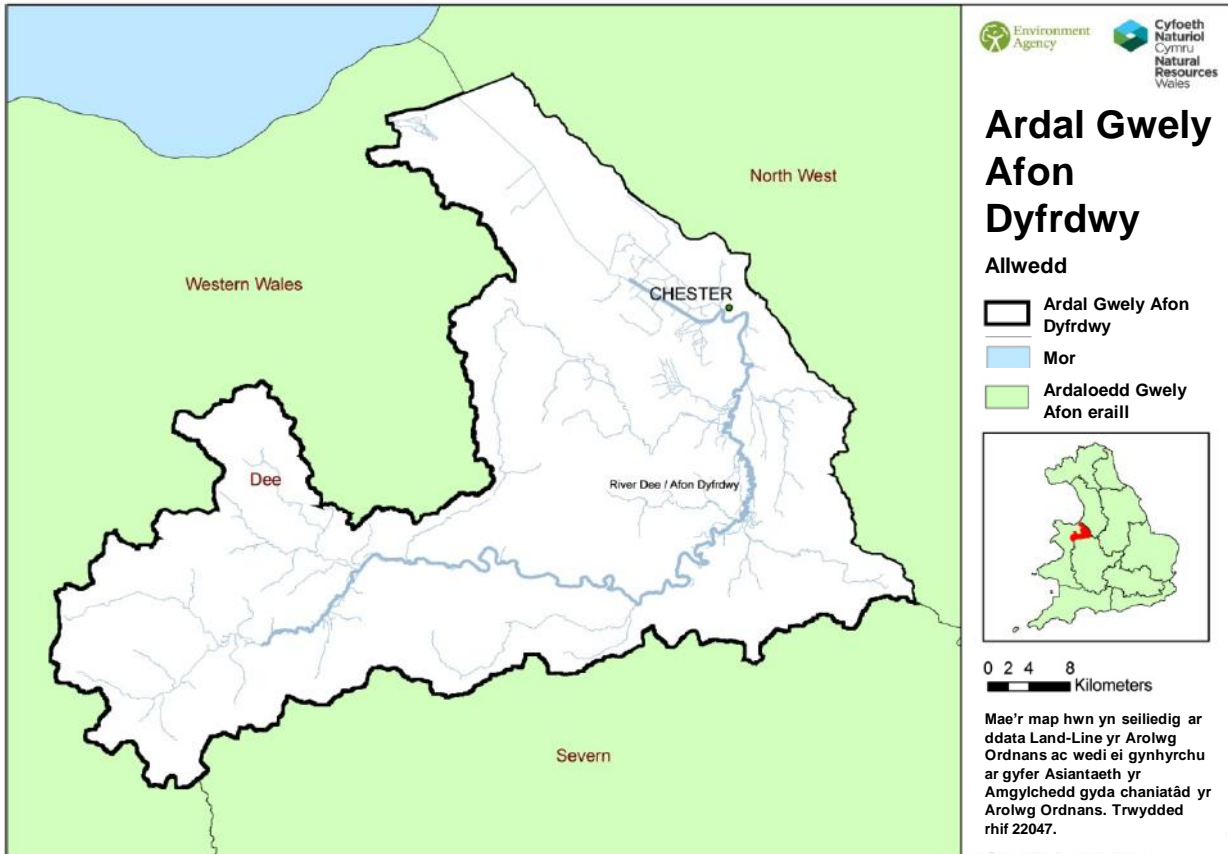 Environment
Agency
Cyfoeth
Naturiol
Cymru
Natural
Resources
Wales
Ardal Gwely
Afon
Dyfrdwy
Allwedd
Ardal Gwely Afon
Dyfrdwy
Mor
Ardaloedd Gwely
Afon eraill
0 2 4 8
Kilometers
Mae'r map hwn yn seiliedig ar
ddata Land-Line yr Arolwg
Ordnans ac wedi ei gynhyrchu
ar gyfer Asiantaeth yr
Amgylchedd gyda chaniatâd yr
Arolwg Ordnans. Trwydded
rhif 22047.
North West
Western Wales
CHESTER
Dee
River Dee / Afon Dyfrdwy
Severn